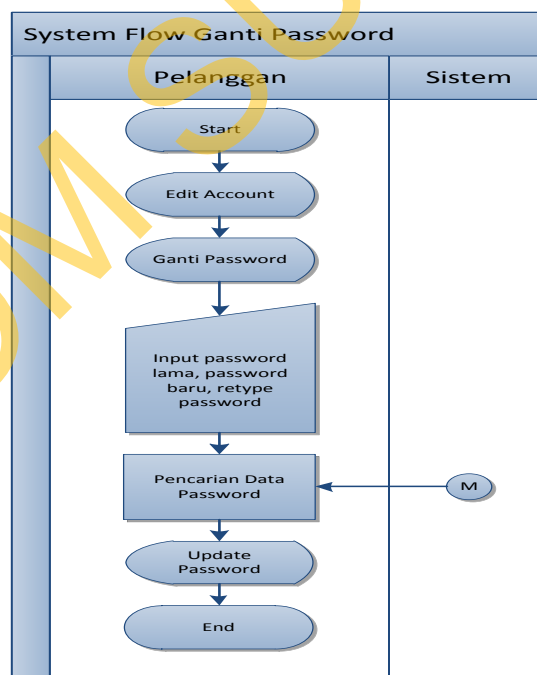 System Flow Ganti Password
Pelanggan
Sistem
Start
Edit Account
Ganti Password
Input password
lama, password
baru, retype
password
Pencarian Data
Password
M
Update
Password
End